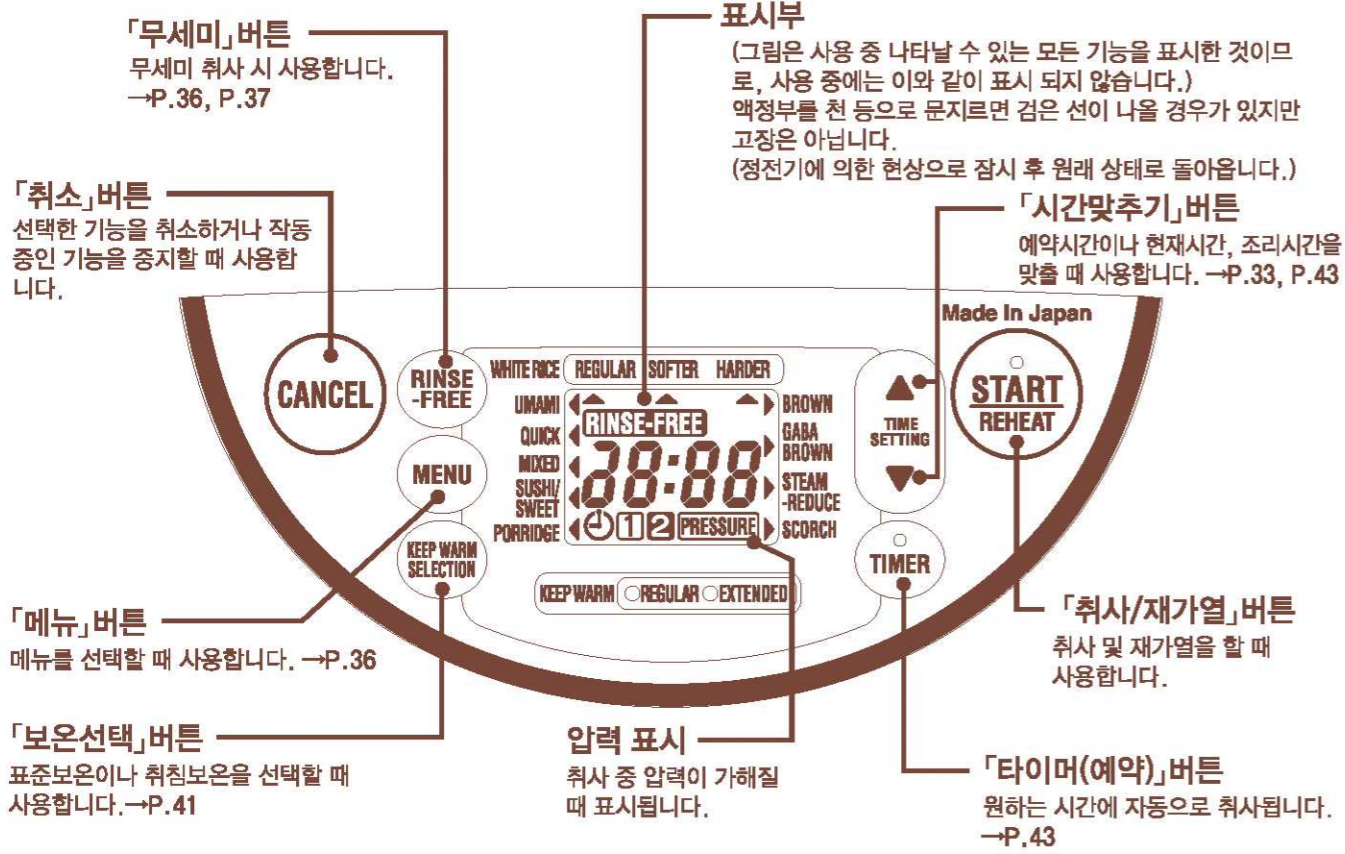 「무세미」버튼
무세미 취사 시 사용합니다.
→P.36, P.37
표시부
(그림은 사용 중 나타날 수 있는 모든 기능을 표시한 것이므
로, 사용 중에는 이와 같이 표시 되지 않습니다.)
액정부를 천 등으로 문지르면 검은 선이 나올 경우가 있지만
고장은 아닙니다.
(정전기에 의한 현상으로 잠시 후 원래 상태로 돌아옵니다.)
「취소」버튼
선택한 기능을 취소하거나 작동
중인 기능을 중지할 때 사용합
니다.
「시간맞추기」버튼
예약시간이나 현재시간, 조리시간을
맞출 때 사용합니다. →P.33, P.43
Made In Japan
CANCEL
RINSE
-FREE
MENU
KEEP WARM
SELECTION
WHITE RICE REGULAR SOFTER HARDER
UMAMI
QUICK
MIXED
SUSHI/
SWEET
PORRIDGE
RINSE-FREE
28:88
1 2 PRESSURE
BROWN
GABA
BROWN
STEAM
-REDUCE
SCORCH
KEEP WARM REGULAR EXTENDED
▲
TIME
SETTING
▼
TIMER
START
REHEAT
「메뉴」버튼
메뉴를 선택할 때 사용합니다. →P.36
「보온선택」버튼
표준보온이나 취침보온을 선택할 때
사용합니다.→P.41
압력 표시
취사 중 압력이 가해질
때 표시됩니다.
「취사/재가열」버튼
취사 및 재가열을 할 때
사용합니다.
「타이머(예약)」버튼
원하는 시간에 자동으로 취사됩니다.
→P.43